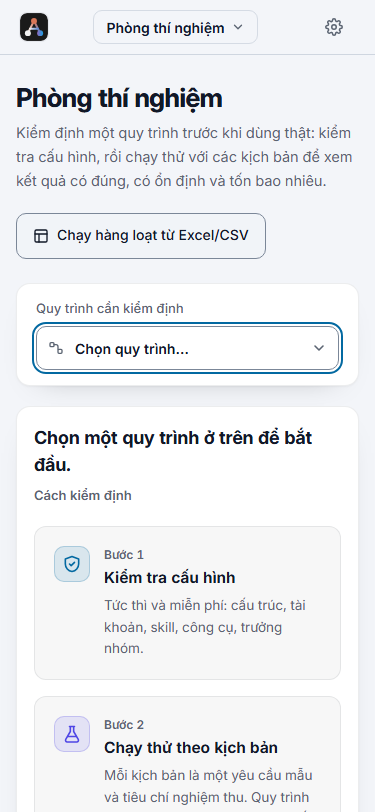 Phòng thí nghiệm
Phòng thí nghiệm
Kiểm định một quy trình trước khi dùng thật: kiểm
tra cấu hình, rồi chạy thử với các kịch bản để xem
kết quả có đúng, có ổn định và tốn bao nhiêu.
Chạy hàng loạt từ Excel/CSV
Quy trình cần kiểm định
Chọn quy trình...
Chọn một quy trình ở trên để bắt
đầu.
Cách kiểm định
Bước 1
Kiểm tra cấu hình
Tức thì và miễn phí: cấu trúc, tài
khoản, skill, công cụ, trưởng
nhóm.
Bước 2
Chạy thử theo kịch bản
Mỗi kịch bản là một yêu cầu mẫu
và tiêu chí nghiệm thu. Quy trình